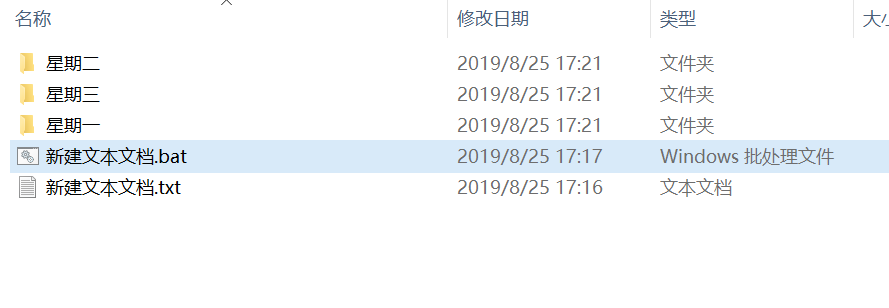 名称 修改日期 类型 大小
星期二 2019/8/25 17:21 文件夹
星期三 2019/8/25 17:21 文件夹
星期一 2019/8/25 17:21 文件夹
新建文本文档.bat 2019/8/25 17:17 Windows 批处理文件
新建文本文档.txt 2019/8/25 17:16 文本文档